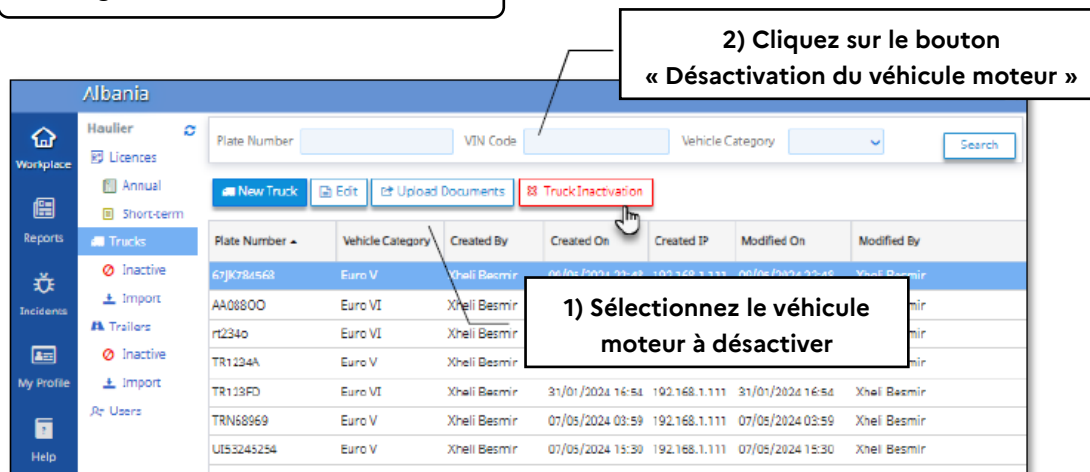 2) Cliquez sur le bouton
« Désactivation du véhicule moteur »
Albania
Workplace
Reports
Incidents
My Profile
Help
Haulier
Licences
Annual
Short-term
Trucks
Inactive
Import
Trailers
Inactive
Import
Users
Plate Number VIN Code Vehicle Category Search
New Truck Edit Upload Documents Truck Inactivation
Plate Number Vehicle Category Created By Created On Created IP Modified On Modified By
67JK784568 Euro V Xheli Besmir
AA088OO Euro VI Xheli Besmir
rt234o Euro V Xheli Besmir
TR1234A Euro V Xheli Besmir
TR123FD Euro VI Xheli Besmir 31/01/2024 16:54 192.168.1.111 31/01/2024 16:54 Xheli Besmir
TRN68969 Euro V Xheli Besmir 07/05/2024 03:59 192.168.1.111 07/05/2024 03:59 Xheli Besmir
UI53245254 Euro V Xheli Besmir 07/05/2024 15:30 192.168.1.111 07/05/2024 15:30 Xheli Besmir
1) Sélectionnez le véhicule
moteur à désactiver